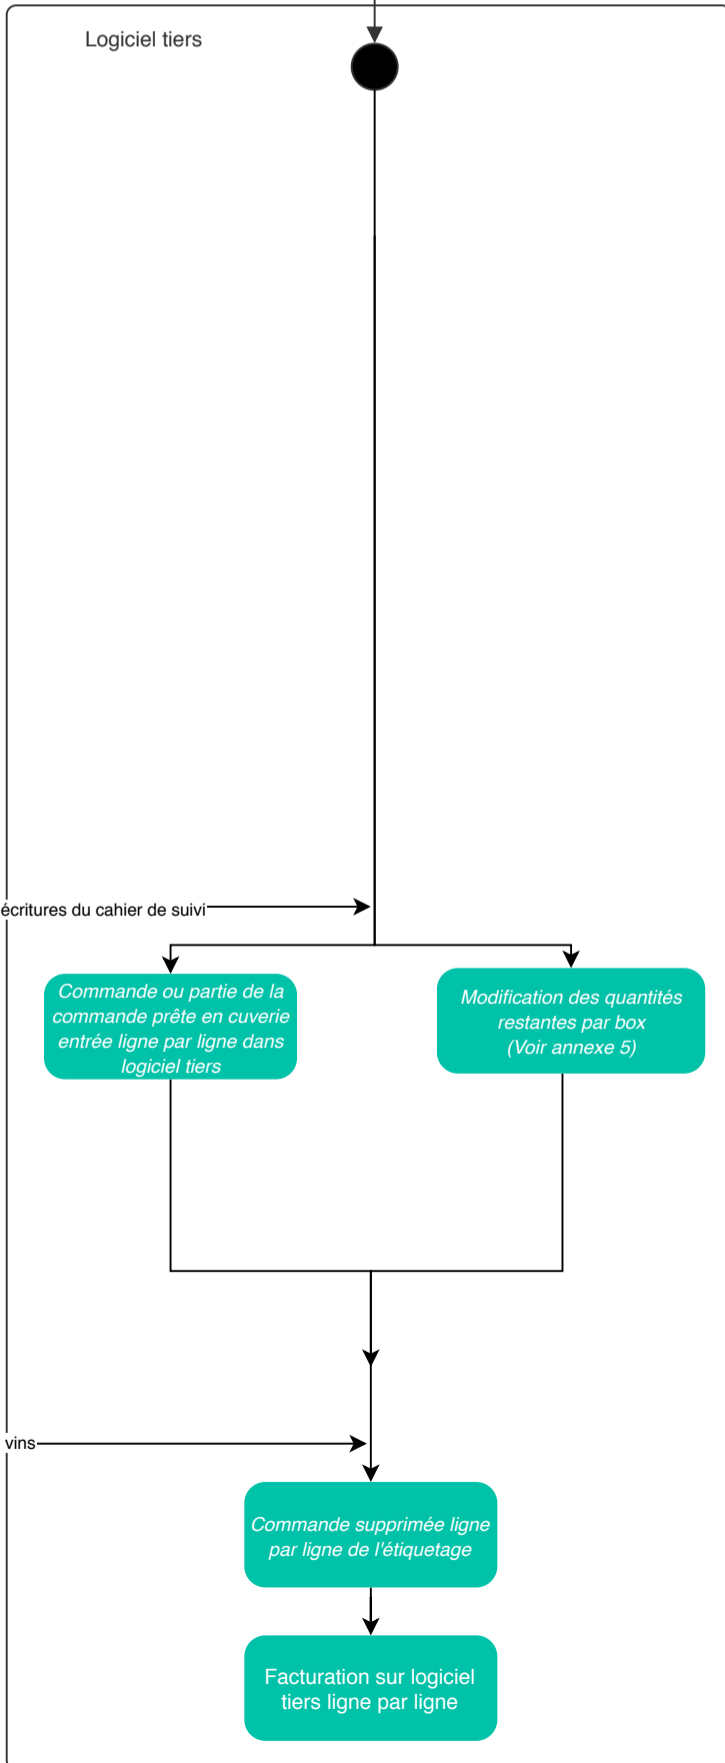 Logiciel tiers
écritures du cahier de suivi
Commande ou partie de la
commande prête en cuverie
entrée ligne par ligne dans
logiciel tiers
Modification des quantités
restantes par box
(Voir annexe 5)
vins
Commande supprimée ligne
par ligne de l'étiquetage
Facturation sur logiciel
tiers ligne par ligne